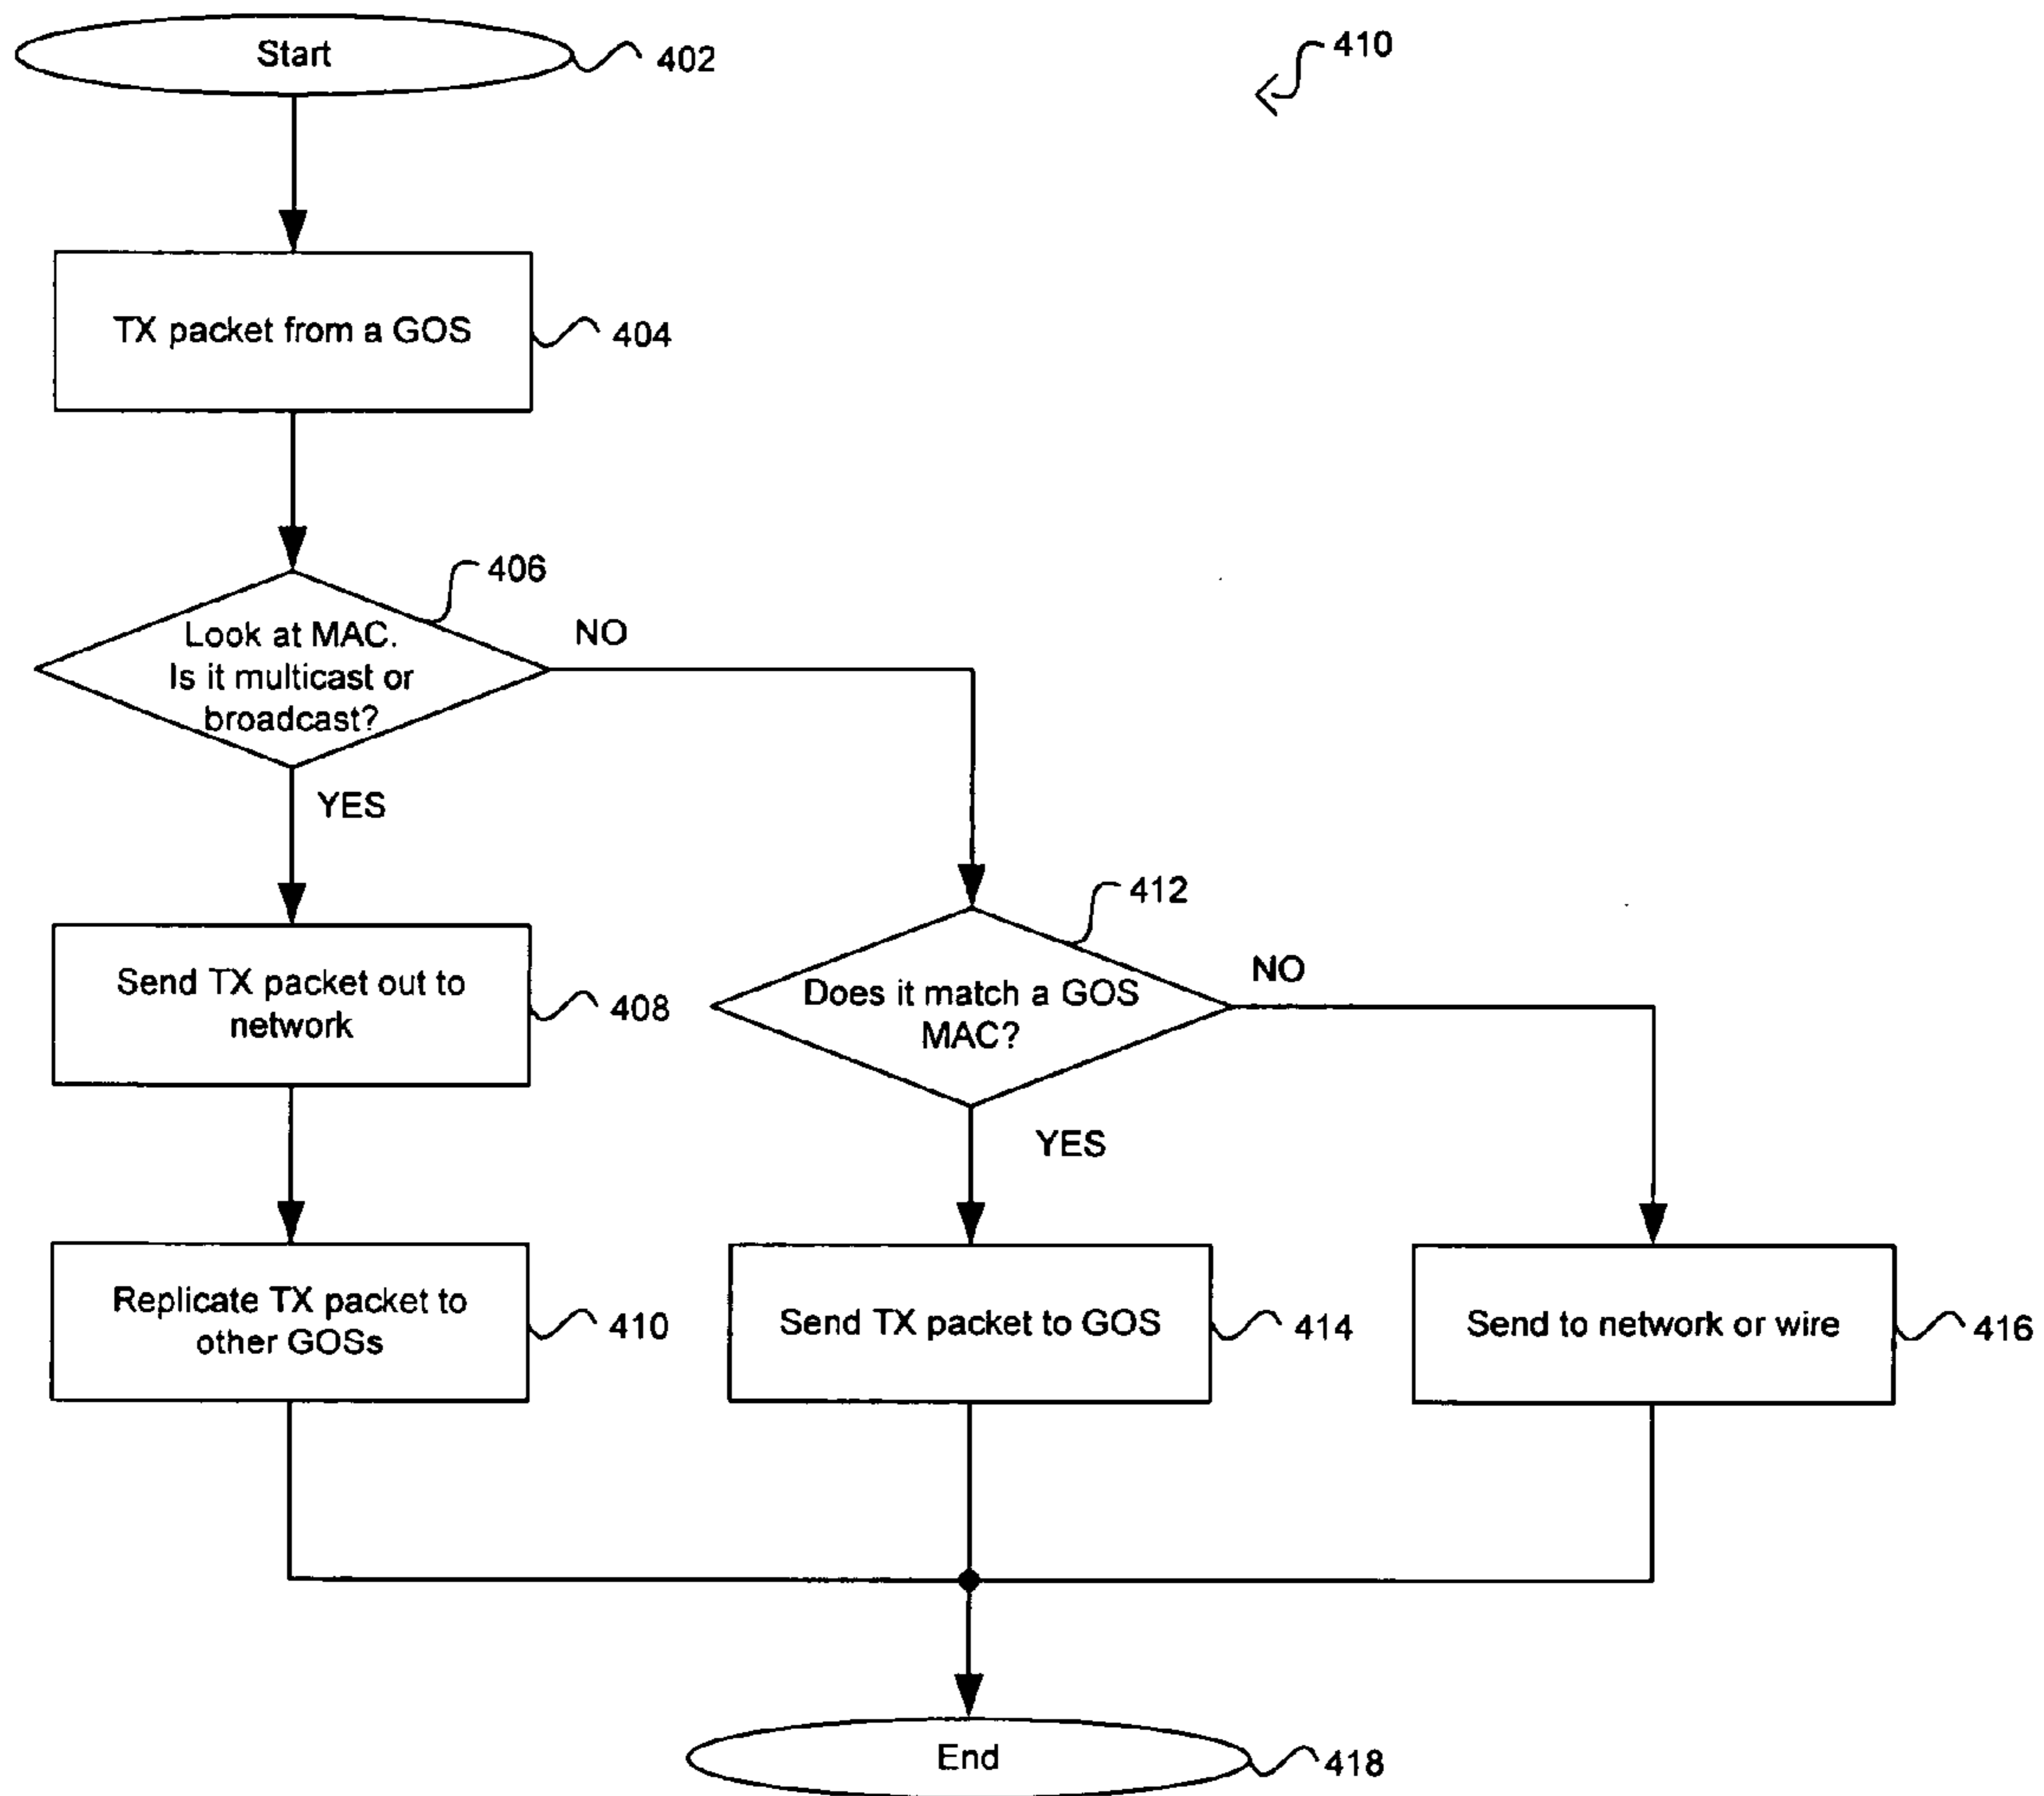 Start
402
410
TX packet from a GOS
404
406
Look at MAC.
Is it multicast or
broadcast?
NO
YES
412
Send TX packet out to
network
408
Does it match a GOS
MAC?
NO
YES
Replicate TX packet to
other GOSs
410
Send TX packet to GOS
414
Send to network or wire
416
End
418